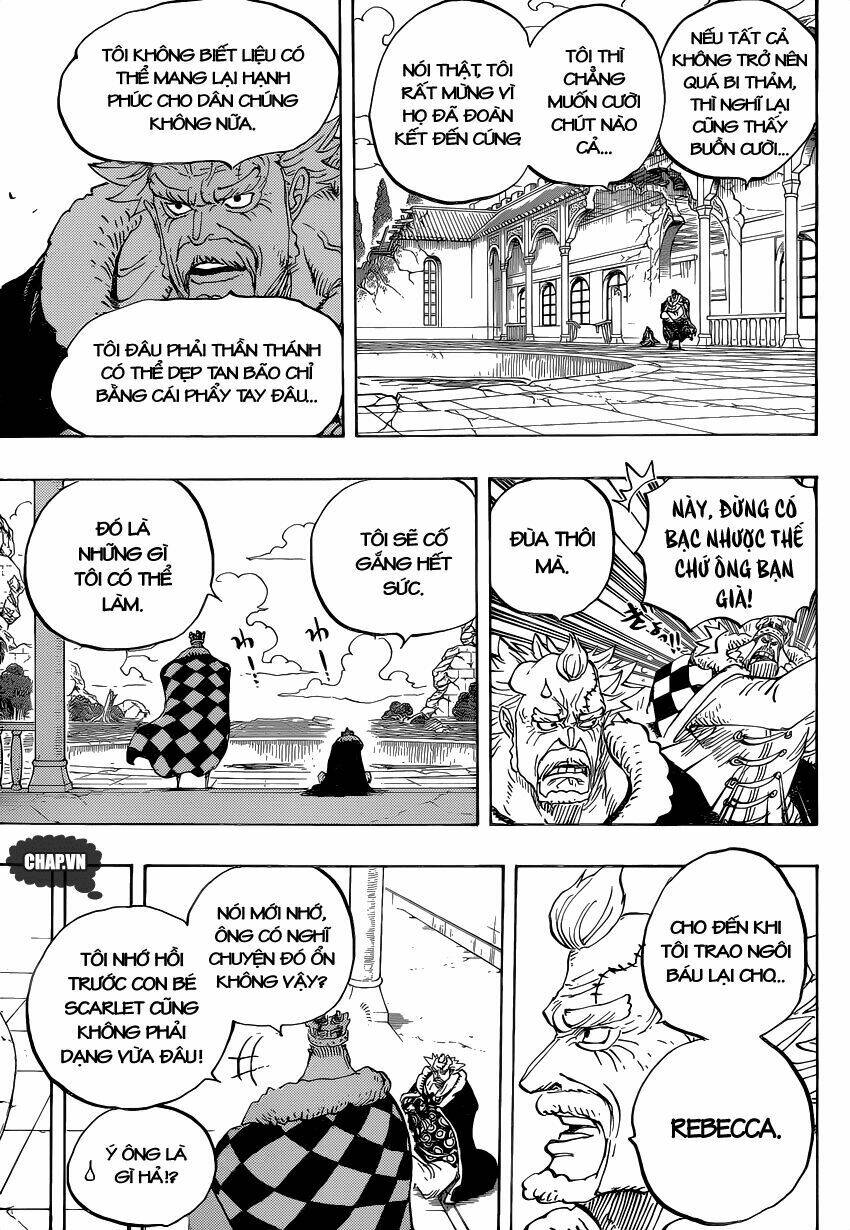 NẾU TẤT CẢ
KHÔNG TRỞ NÊN
QUÁ BI THẢM,
THÌ NGHĨ LẠI
CŨNG THẤY
BUỒN CƯỜI...
TÔI THÌ
CHẲNG
MUỐN CƯỜI
CHÚT NÀO
CẢ...
NÓI THẬT, TÔI
RẤT MỪNG VÌ
HỌ ĐÃ ĐOÀN
KẾT ĐẾN CÙNG
TÔI KHÔNG BIẾT LIỆU CÓ
THỂ MANG LẠI HẠNH
PHÚC CHO DÂN CHÚNG
KHÔNG NỮA.
TÔI ĐÂU PHẢI THẦN THÁNH
CÓ THỂ DẸP TAN BÃO CHỈ
BẰNG CÁI PHẨY TAY ĐÂU...
NÀY, ĐỪNG CÓ
BẠC NHƯỢC THẾ
CHỨ ÔNG BẠN
GIÀ!
ĐÙA THÔI
MÀ.
TÔI SẼ CỐ
GẮNG HẾT
SỨC.
ĐÓ LÀ
NHỮNG GÌ
TÔI CÓ THỂ
LÀM.
CHO ĐẾN KHI
TÔI TRAO NGÔI
BÁU LẠI CHO...
REBECCA.
NÓI MỚI NHỚ,
ÔNG CÓ NGHĨ
CHUYỆN ĐÓ ỔN
KHÔNG VẬY?
TÔI NHỚ HỒI
TRƯỚC CON BÉ
SCARLET CŨNG
KHÔNG PHẢI
DẠNG VỪA ĐÂU!
Ý ÔNG LÀ
GÌ HẢ!?
CHAP.VN